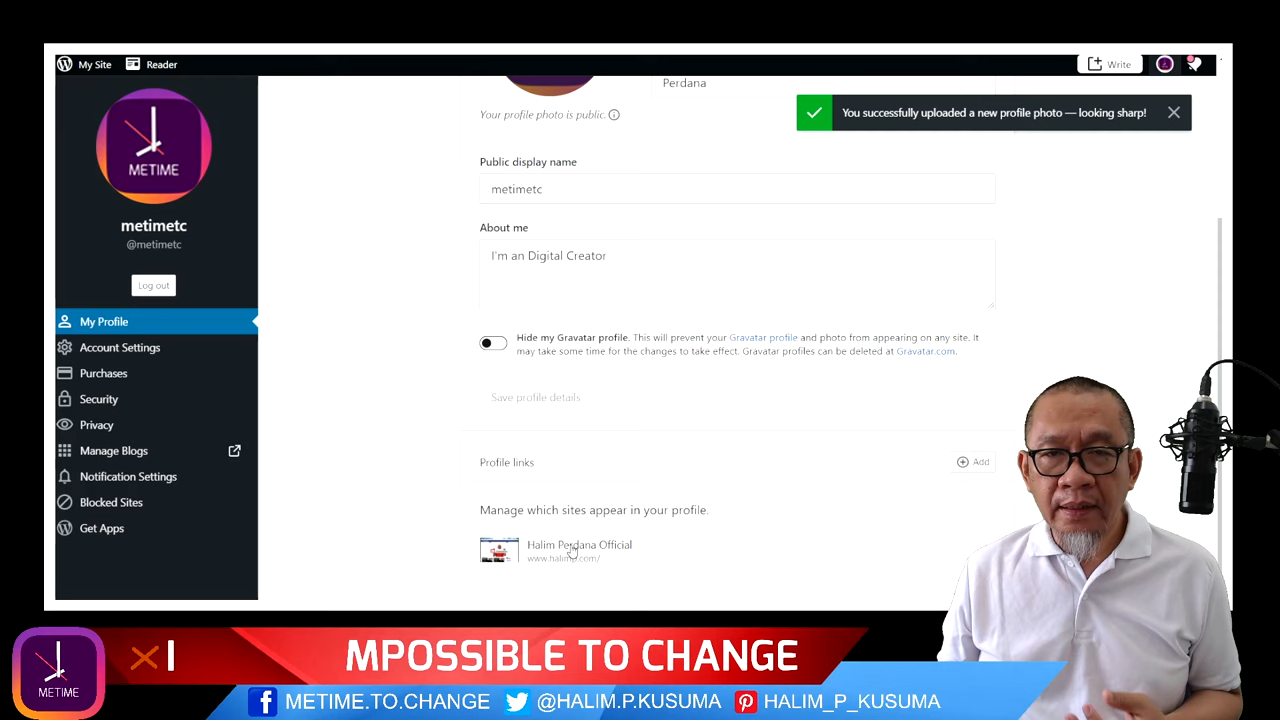 My Site
Reader
Write
Perdana
Your profile photo is public.
You successfully uploaded a new profile photo — looking sharp!
METIME
metimetc
@metimetc
Log out
My Profile
Account Settings
Purchases
Security
Privacy
Manage Blogs
Notification Settings
Blocked Sites
Get Apps
Public display name
metimetc
About me
I'm an Digital Creator
Hide my Gravatar profile. This will prevent your Gravatar profile and photo from appearing on any site. It
may take some time for the changes to take effect. Gravatar profiles can be deleted at Gravatar.com.
Save profile details
Profile links
Add
Manage which sites appear in your profile.
Halim Perdana Official
www.halimp.com/
METIME
XI MPOSSIBLE TO CHANGE
METIME.TO.CHANGE @HALIM.P.KUSUMA HALIM_P_KUSUMA